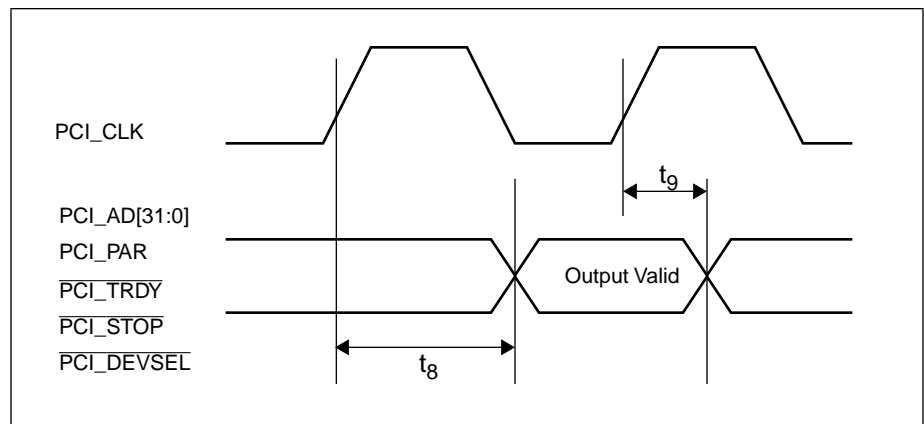 PCI_CLK
t9
PCI_AD[31:0]
PCI_PAR
Output Valid
PCI_TRDY
PCI_STOP
PCI_DEVSEL
t8